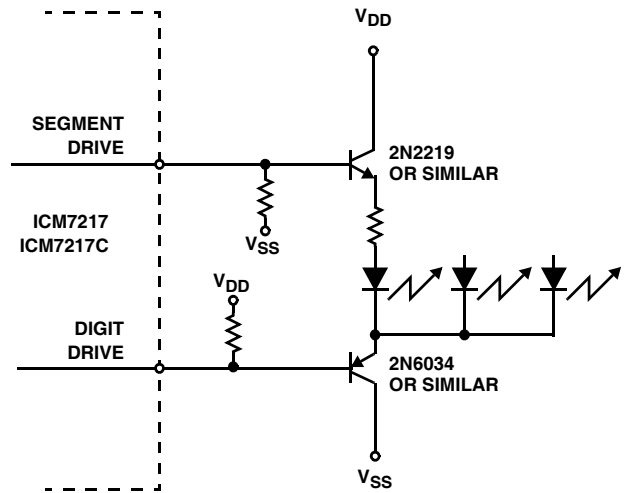 VDD
SEGMENT
DRIVE
2N2219
OR SIMILAR
ICM7217
ICM7217C
VSS
VDD
DIGIT
DRIVE
2N6034
OR SIMILAR
VSS